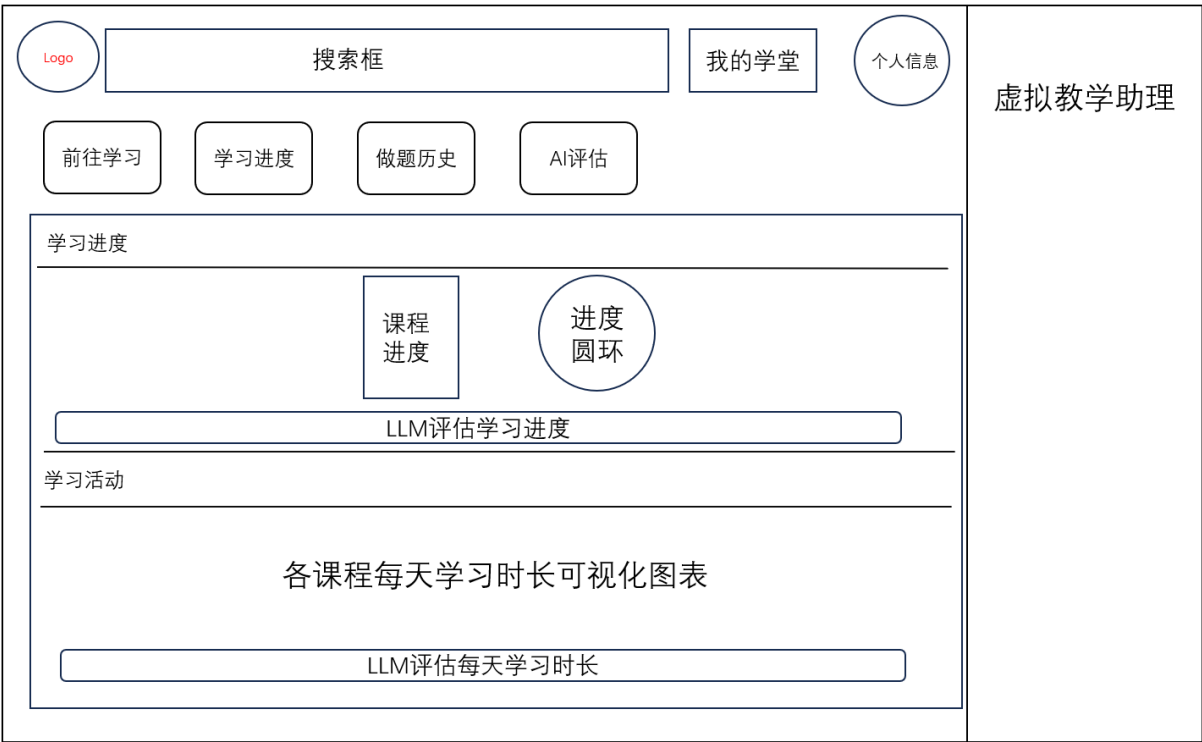 Logo
搜索框
我的学堂
个人信息
虚拟教学助理
前往学习
学习进度
做题历史
AI评估
学习进度
课程
进度
进度
圆环
LLM评估学习进度
学习活动
各课程每天学习时长可视化图表
LLM评估每天学习时长